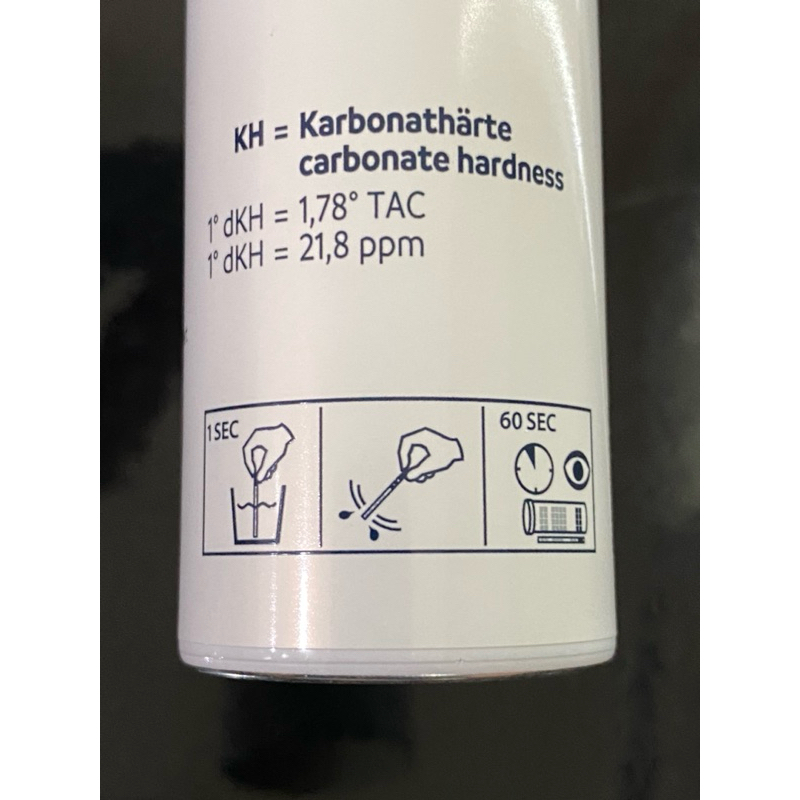 KH = Karbonathärte
carbonate hardness
1° dKH = 1,78° TAC
1° dKH = 21,8 ppm
1 SEC
60 SEC